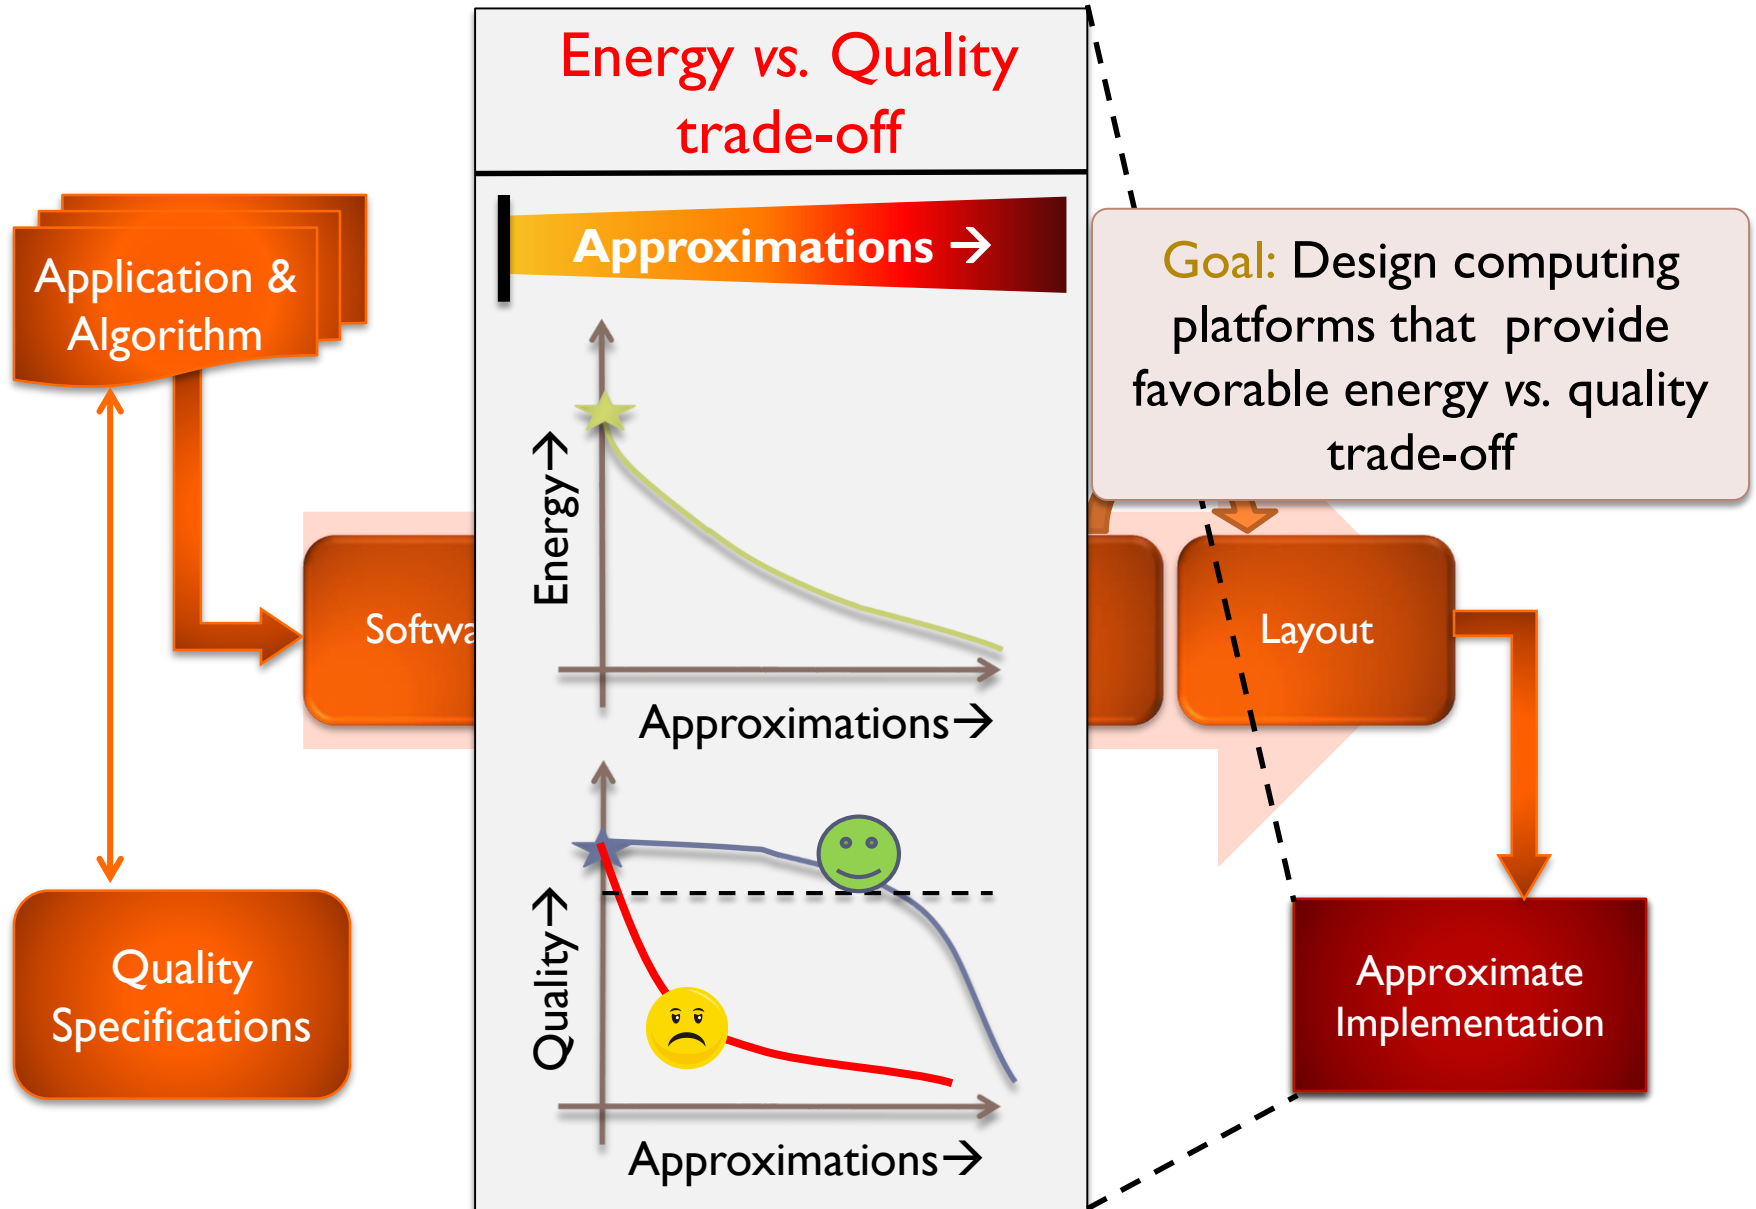 Energy vs. Quality
trade-off
Approximations →
Application &
Algorithm
Goal: Design computing
platforms that provide
favorable energy vs. quality
trade-off
Energy→
Approximations→
Layout
Quality→
Approximations→
Quality
Specifications
Approximate
Implementation